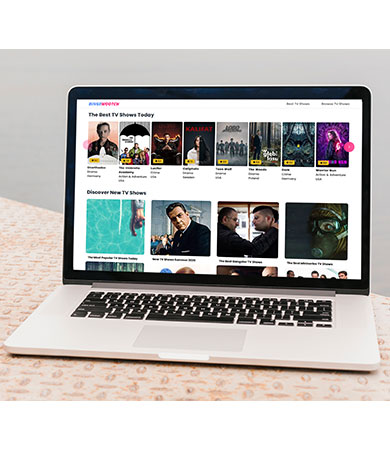 BINGEWATCH
Best TV Shows
Browse TV Shows
The Best TV Shows Today
KALIFAT
Drama
Germany
The Umbrella
Academy
Action & Adventure
USA
Lucifer
Drama
USA
Caliphate
Drama
Sweden
Teen Wolf
Drama
USA
The Woods
Drama
Poland
Dark
Crime
Germany
Warrior Nun
Action & Adventure
USA
Discover New TV Shows
The Most Popular TV Shows Today
New TV Shows Summer 2020
The Best Gangster TV Shows
The Best Miniseries TV Shows